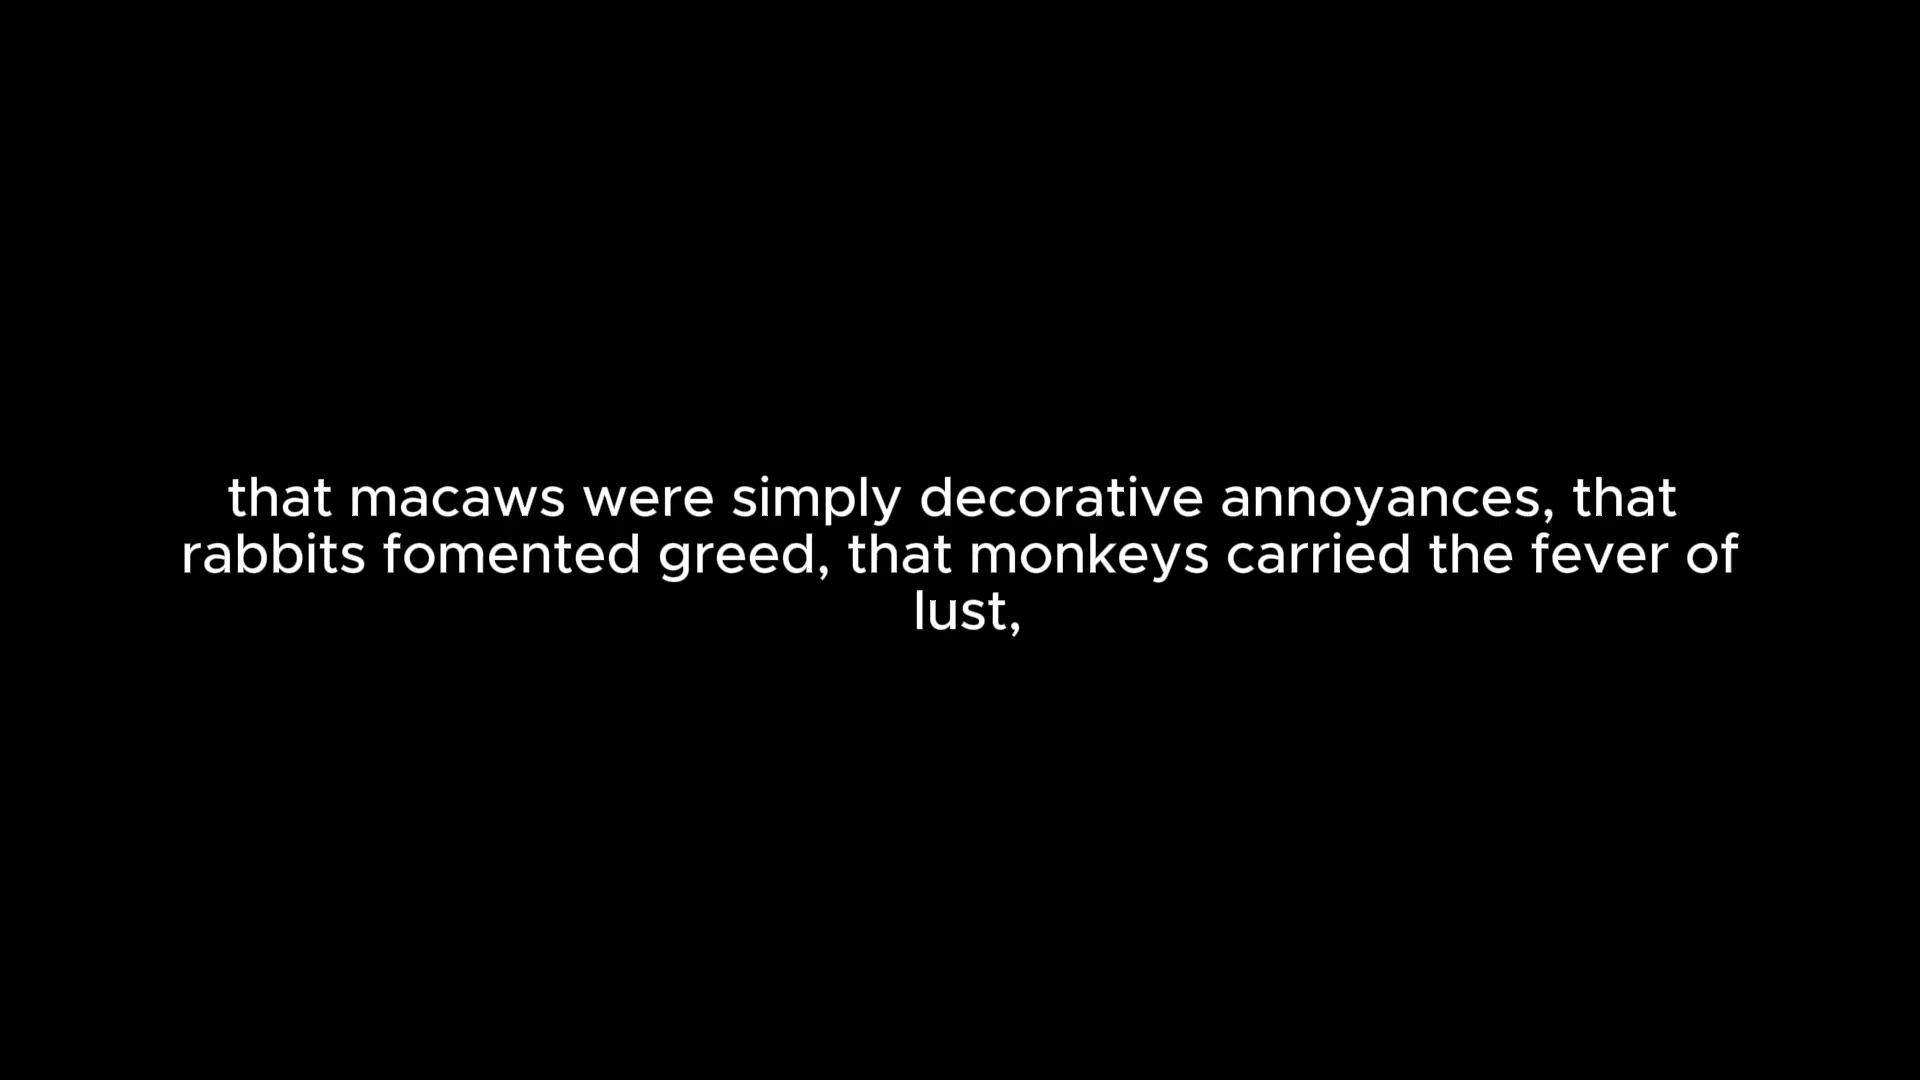 that macaws were simply decorative annoyances, that
rabbits fomented greed, that monkeys carried the fever of
lust,